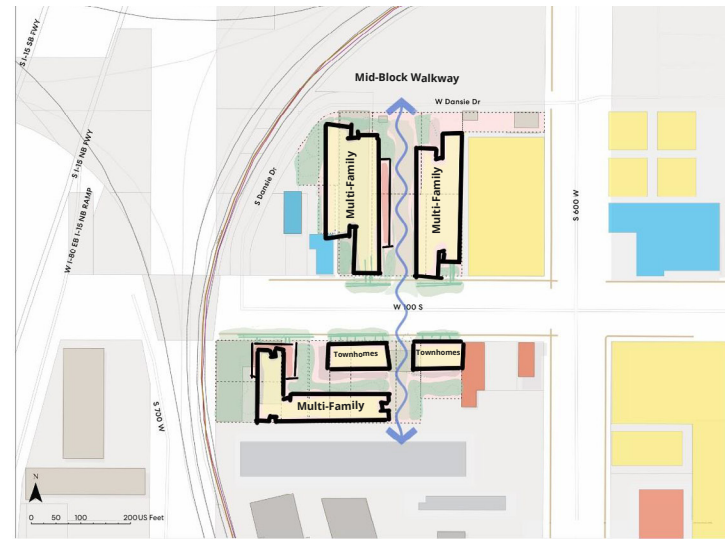 S I-15 SB FWY
S I-15 NB FWY
W I-80 EB I-15 NB RAMP
Mid-Block Walkway
W Dansie Dr
S Dansie Dr
Multi-Family
Multi-Family
S 600 W
W 100 S
Townhomes
Townhomes
Multi-Family
S 700 W
N
0 50 100 200 US Feet